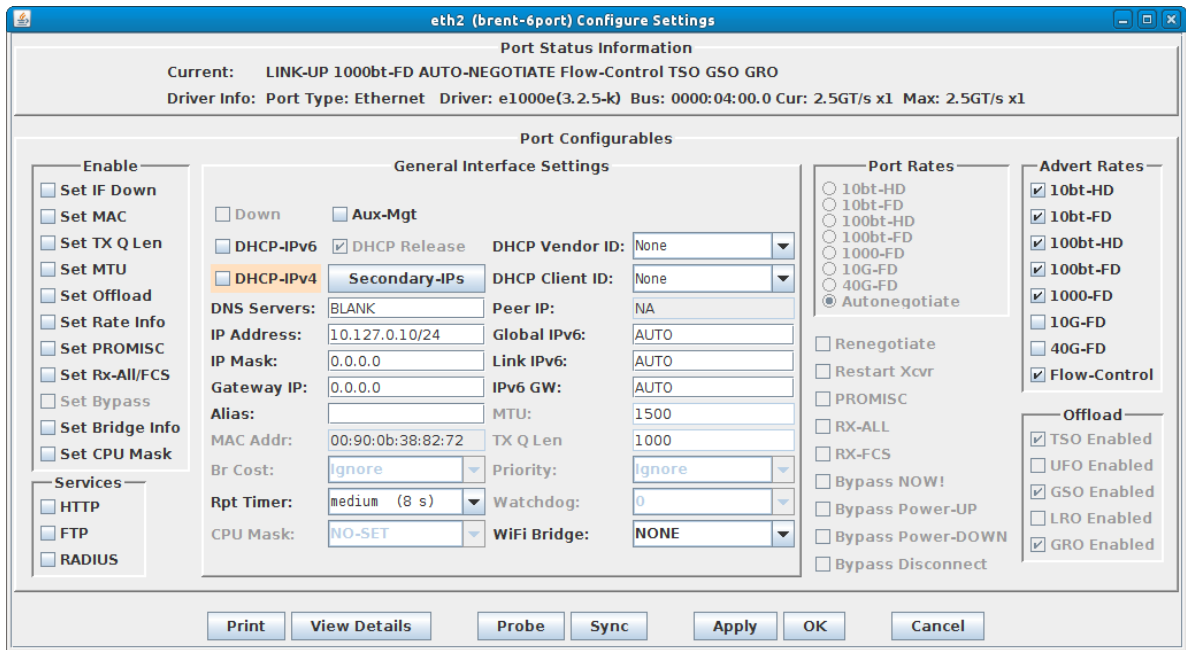 eth2 (brent-6port) Configure Settings
Port Status Information
Current: LINK-UP 1000bt-FD AUTO-NEGOTIATE Flow-Control TSO GSO GRO
Driver Info: Port Type: Ethernet Driver: e1000e(3.2.5-k) Bus: 0000:04:00.0 Cur: 2.5GT/s x1 Max: 2.5GT/s x1
Port Configurables
Enable
Set IF Down
Set MAC
Set TX Q Len
Set MTU
Set Offload
Set Rate Info
Set PROMISC
Set Rx-All/FCS
Set Bypass
Set Bridge Info
Set CPU Mask
Services
HTTP
FTP
RADIUS
General Interface Settings
Down Aux-Mgt
DHCP-IPv6 DHCP Release DHCP Vendor ID: None
DHCP-IPv4 Secondary-IPs DHCP Client ID: None
DNS Servers: BLANK Peer IP: NA
IP Address: 10.127.0.10/24 Global IPv6: AUTO
IP Mask: 0.0.0.0 Link IPv6: AUTO
Gateway IP: 0.0.0.0 IPv6 GW: AUTO
Alias: MTU: 1500
MAC Addr: 00:90:0b:38:82:72 TX Q Len 1000
Br Cost: Ignore Priority: Ignore
Rpt Timer: medium (8 s) Watchdog: 0
CPU Mask: NO-SET WiFi Bridge: NONE
Port Rates
10bt-HD
10bt-FD
100bt-HD
100bt-FD
1000-FD
10G-FD
40G-FD
Autonegotiate
Renegotiate
Restart Xcvr
PROMISC
RX-ALL
RX-FCS
Bypass NOW!
Bypass Power-UP
Bypass Power-DOWN
Bypass Disconnect
Advert Rates
10bt-HD
10bt-FD
100bt-HD
100bt-FD
1000-FD
10G-FD
40G-FD
Flow-Control
Offload
TSO Enabled
UFO Enabled
GSO Enabled
LRO Enabled
GRO Enabled
Print View Details Probe Sync Apply OK Cancel